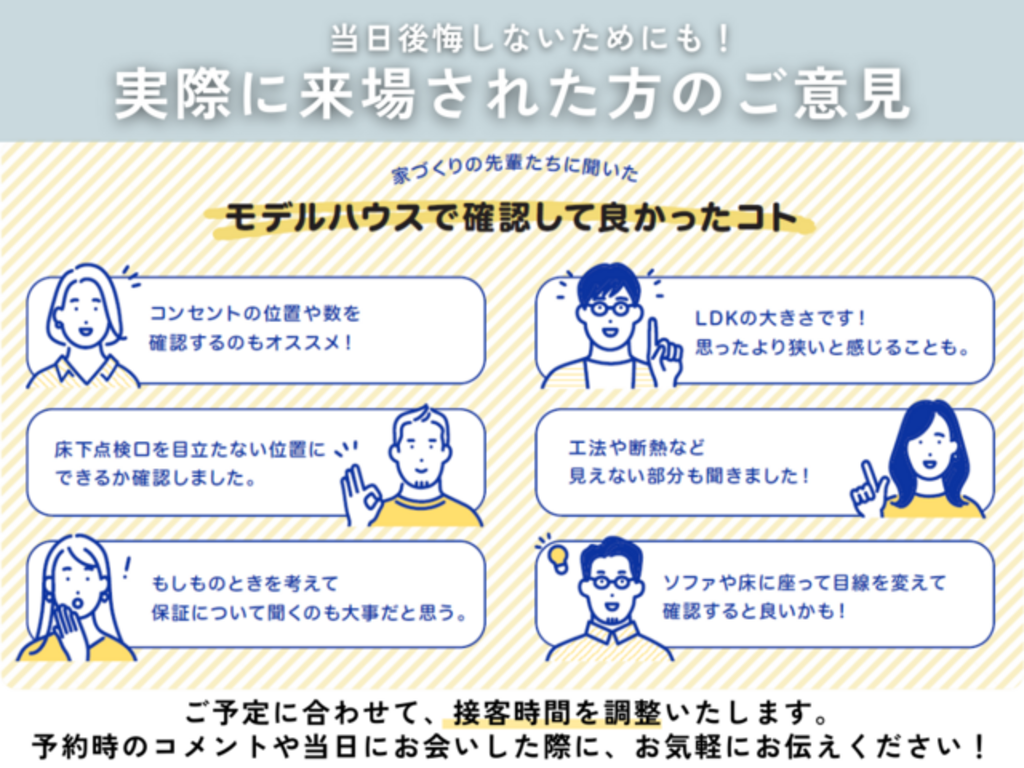 当日後悔しないためにも！
実際に来場された方のご意見
家づくりの先輩たちに聞いた
モデルハウスで確認して良かったコト
コンセントの位置や数を
確認するのもオススメ！
LDKの大きさです！
思ったより狭いと感じることも。
床下点検口を目立たない位置に
できるか確認しました。
工法や断熱など
見えない部分も聞きました！
もしものときを考えて
保証について聞くのも大事だと思う。
ソファや床に座って目線を変えて
確認すると良いかも！
ご予定に合わせて、接客時間を調整いたします。
予約時のコメントや当日にお会いした際に、お気軽にお伝えください！